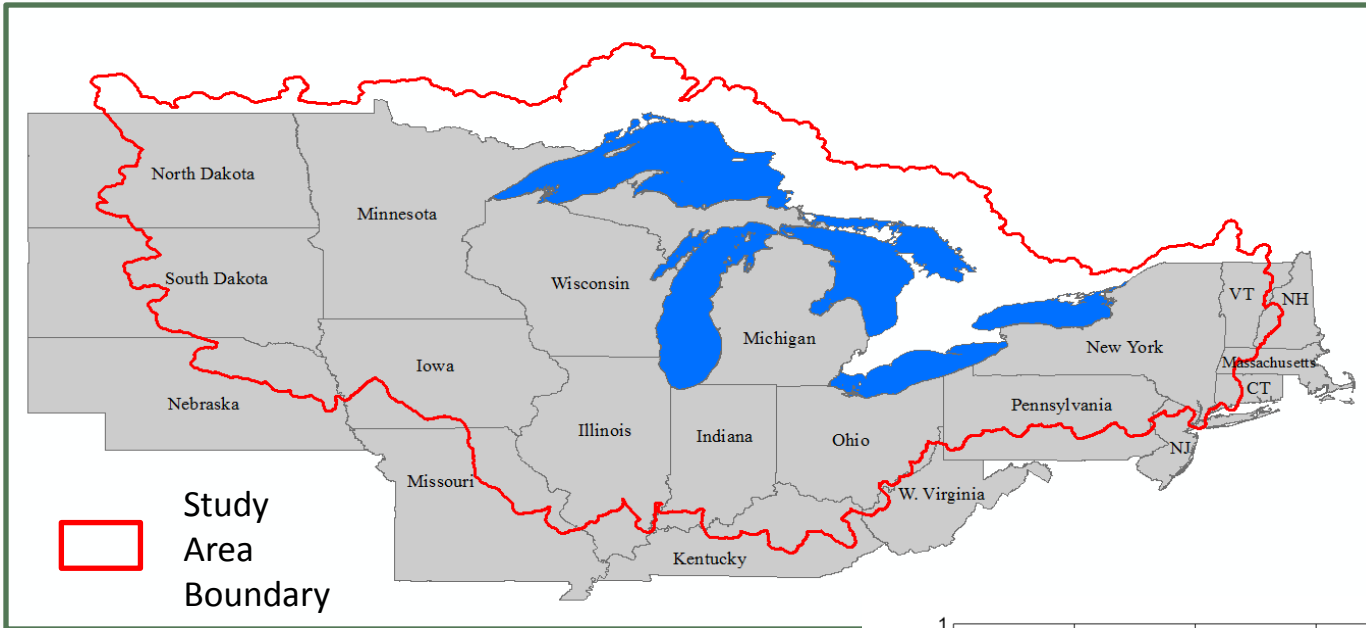 North Dakota
Minnesota
South Dakota
Wisconsin
VT
NH
Michigan
New York
Massachusetts
Iowa
CT
Nebraska
Pennsylvania
Illinois
Indiana
Ohio
NJ
Missouri
W. Virginia
Kentucky
Study
Area
Boundary
1